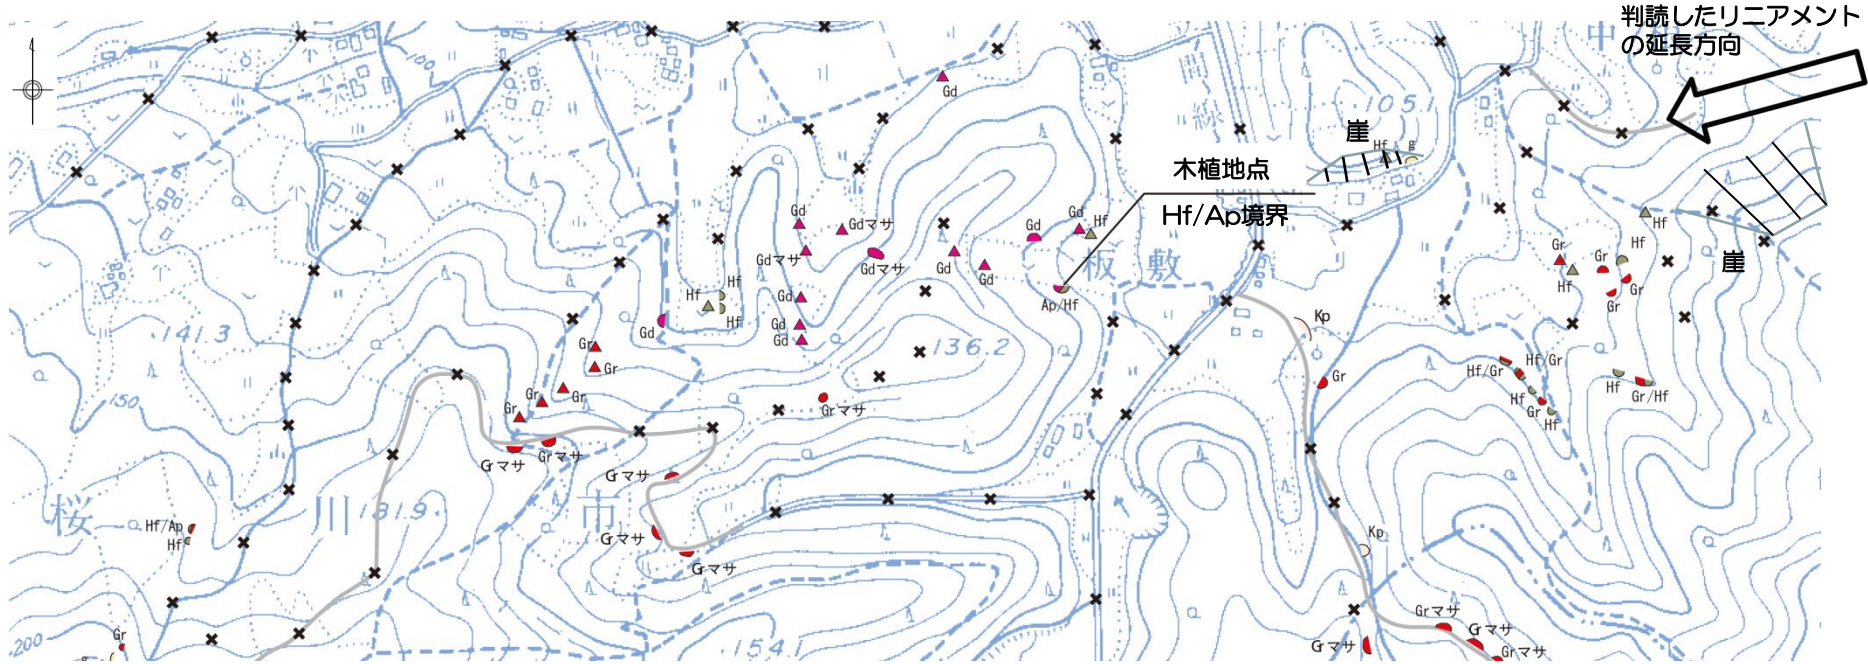 判読したリニアメント
の延長方向
中
Gd
100
105.1
崖
Hf
g
木植地点
Hf/Ap境界
Gd
Gdマサ
Gdマサ
Gdマサ
Gd
Gd
Gd
Gd
Hf
板敷
Ap/Hf
Gd
Gd
Gd
Hf
Hf
Hf
Gd
141.3
136.2
Gr
Gr
Gr
Gr
Kp
Gr
Hf
Hf
Gr
Hf
Gr
Gr
崖
Hf/Gr
Hf/Gr
Hf
Gr
Hf
Hf
Gr/Hf
150
Grマサ
Grマサ
Grマサ
Grマサ
桜川市
131.9
Hf/Ap
Hf
Grマサ
Grマサ
Kp
200
Gr
g
154.1
Grマサ
Grマサ
Grマサ
Grマサ